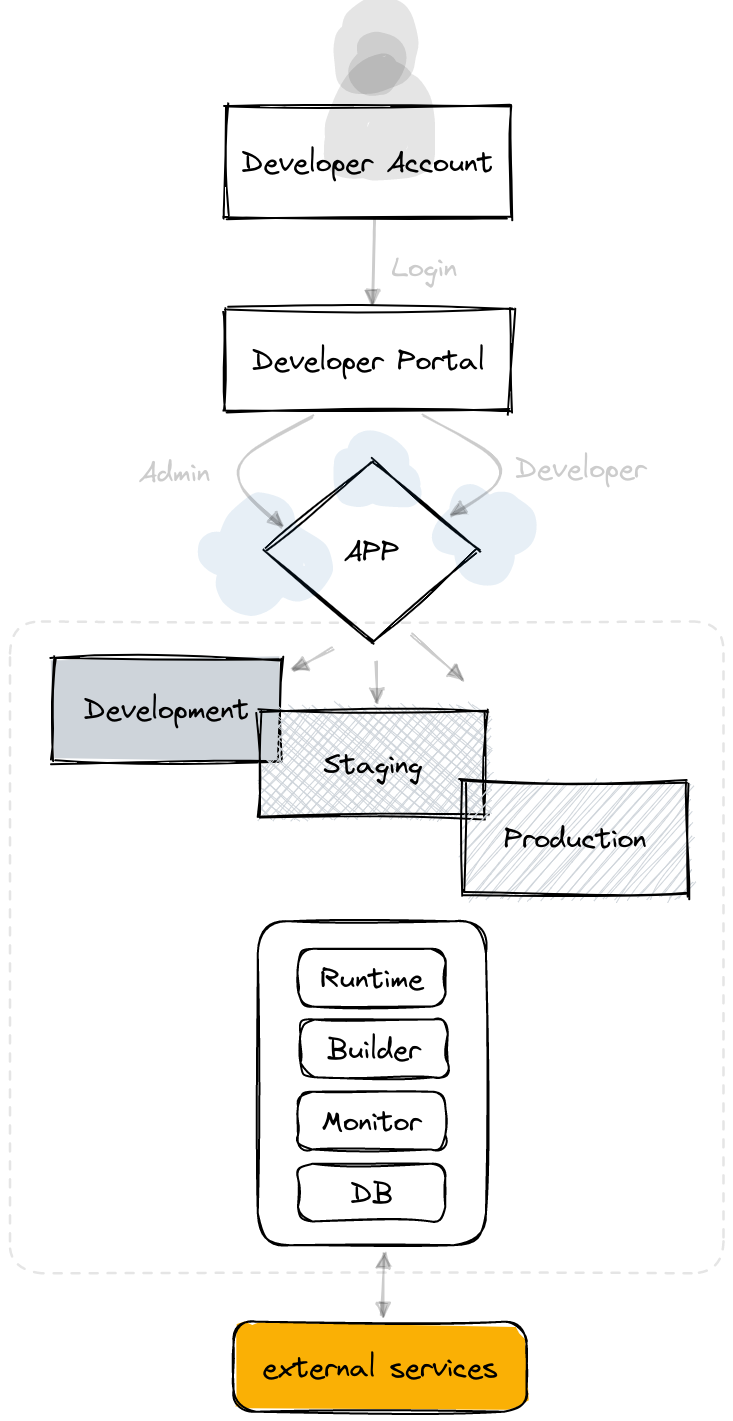 Developer Account
Login
Developer Portal
Admin
Developer
APP
Development
Staging
Production
Runtime
Builder
Monitor
DB
external services